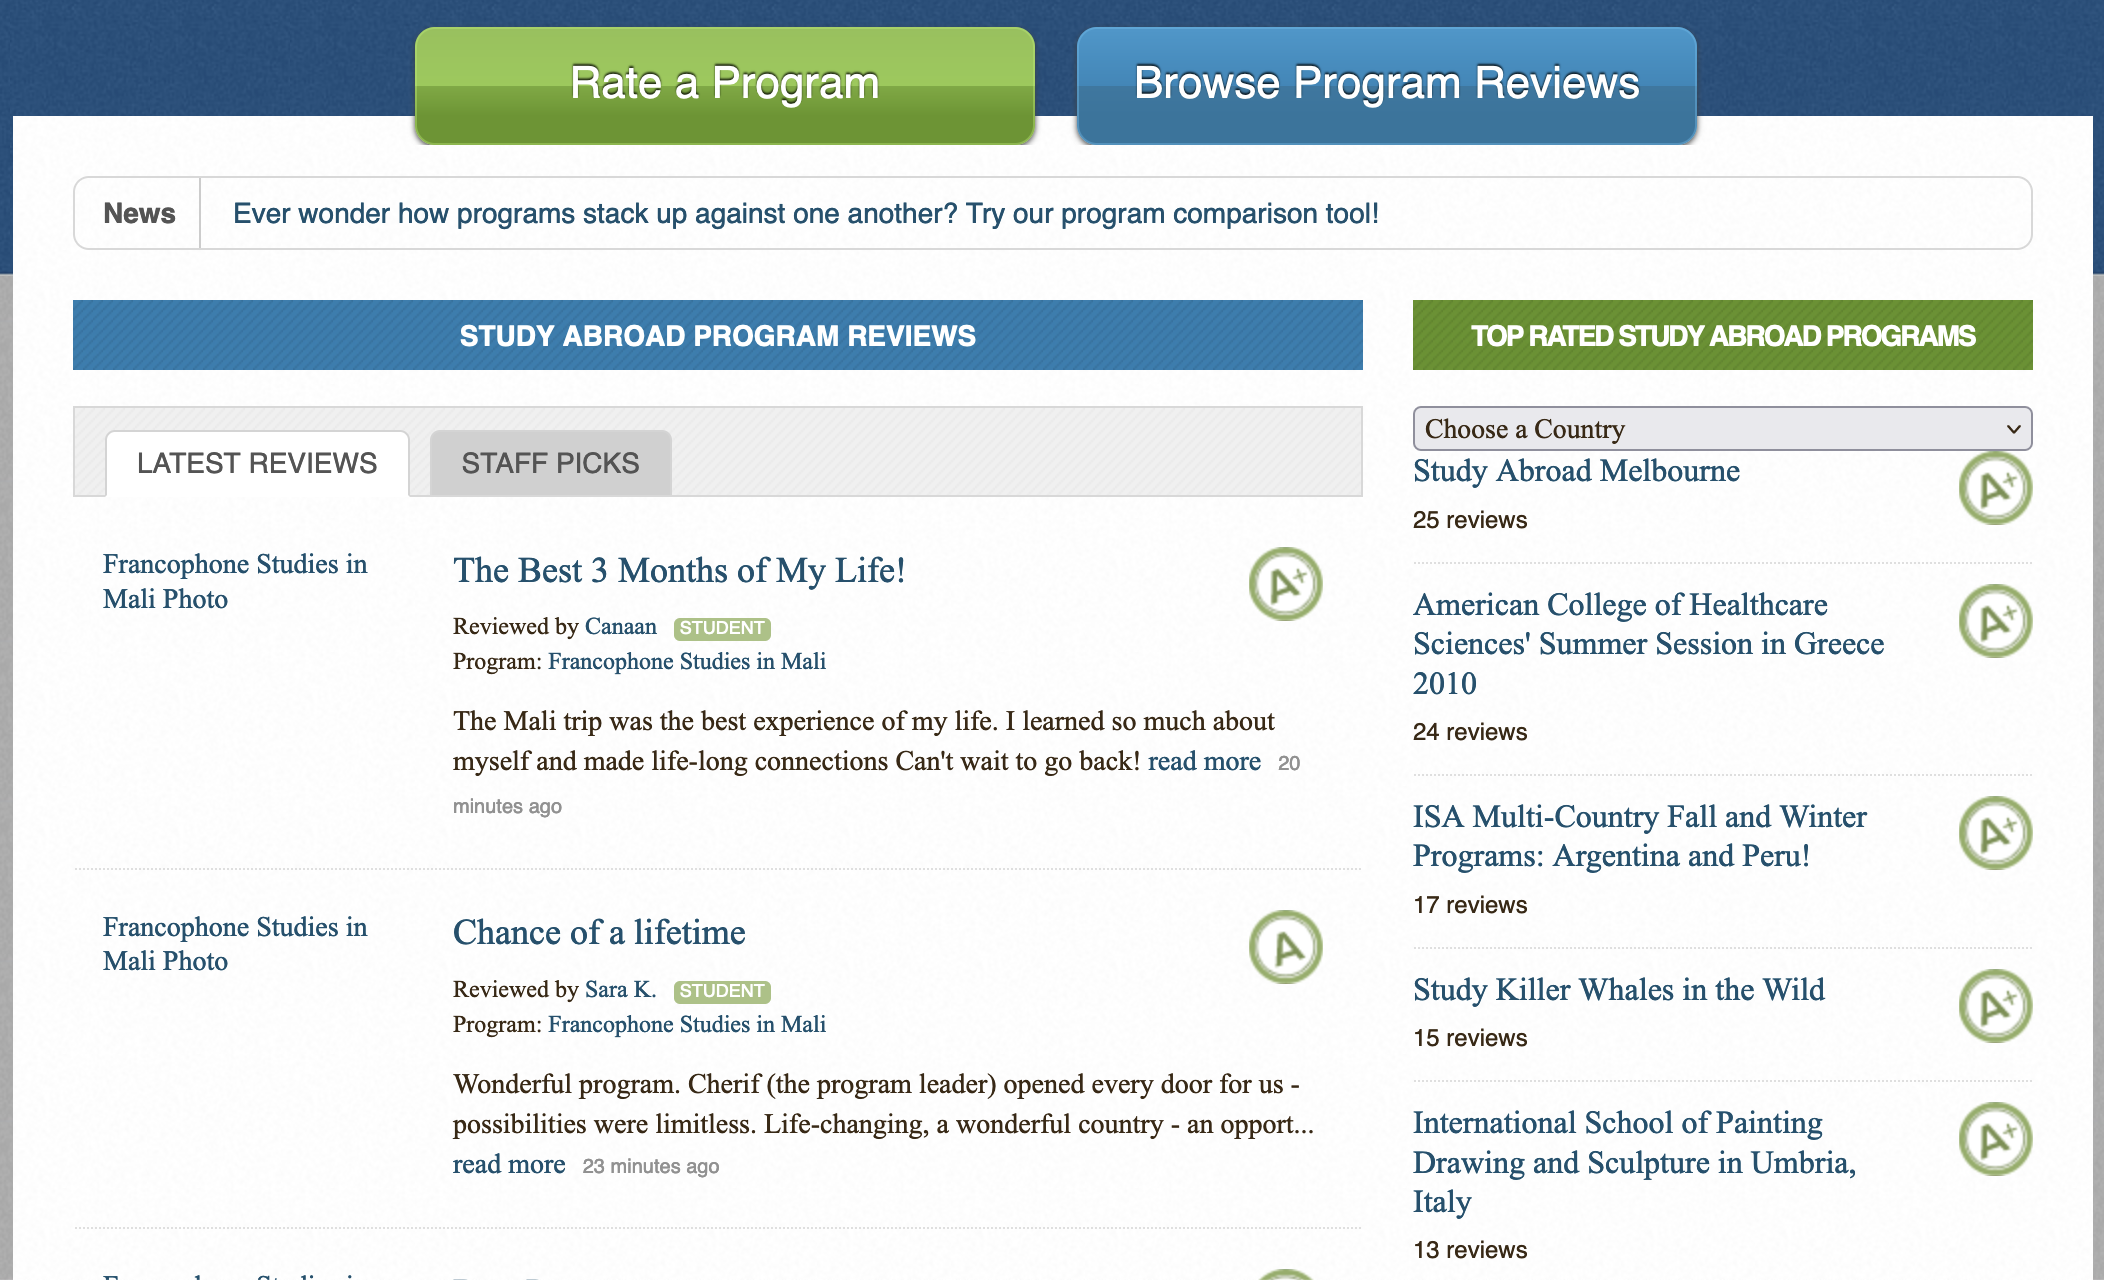 Rate a Program
Browse Program Reviews
News
Ever wonder how programs stack up against one another? Try our program comparison tool!
STUDY ABROAD PROGRAM REVIEWS
LATEST REVIEWS
STAFF PICKS
Francophone Studies in
Mali Photo
The Best 3 Months of My Life!
A+
Reviewed by Canaan STUDENT
Program: Francophone Studies in Mali
The Mali trip was the best experience of my life. I learned so much about
myself and made life-long connections Can't wait to go back! read more 20
minutes ago
Francophone Studies in
Mali Photo
Chance of a lifetime
A
Reviewed by Sara K. STUDENT
Program: Francophone Studies in Mali
Wonderful program. Cherif (the program leader) opened every door for us -
possibilities were limitless. Life-changing, a wonderful country - an opport...
read more 23 minutes ago
TOP RATED STUDY ABROAD PROGRAMS
Choose a Country
Study Abroad Melbourne
A+
25 reviews
American College of Healthcare
Sciences' Summer Session in Greece
2010
A+
24 reviews
ISA Multi-Country Fall and Winter
Programs: Argentina and Peru!
A+
17 reviews
Study Killer Whales in the Wild
A+
15 reviews
International School of Painting
Drawing and Sculpture in Umbria,
Italy
A+
13 reviews